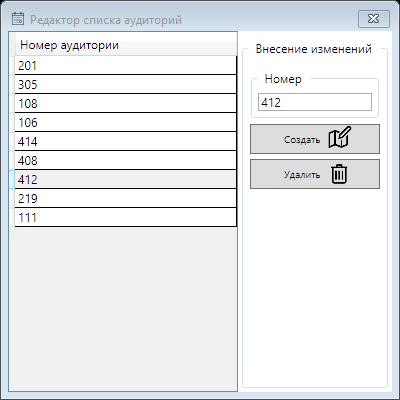 Редактор списка аудиторий
Номер аудитории
201
305
108
106
414
408
412
219
111
Внесение изменений
Номер
412
Создать
Удалить